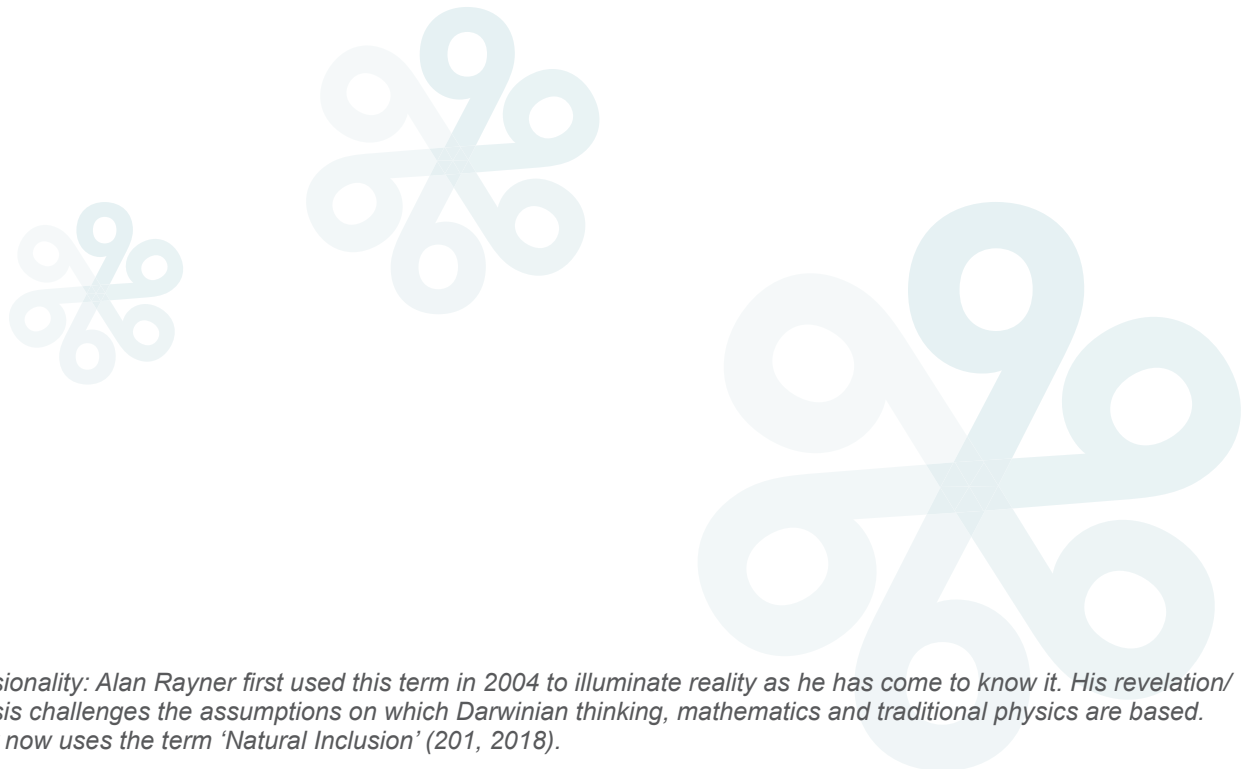 sionality: Alan Rayner first used this term in 2004 to illuminate reality as he has come to know it. His revelation/
sis challenges the assumptions on which Darwinian thinking, mathematics and traditional physics are based.
now uses the term ‘Natural Inclusion’ (201, 2018).